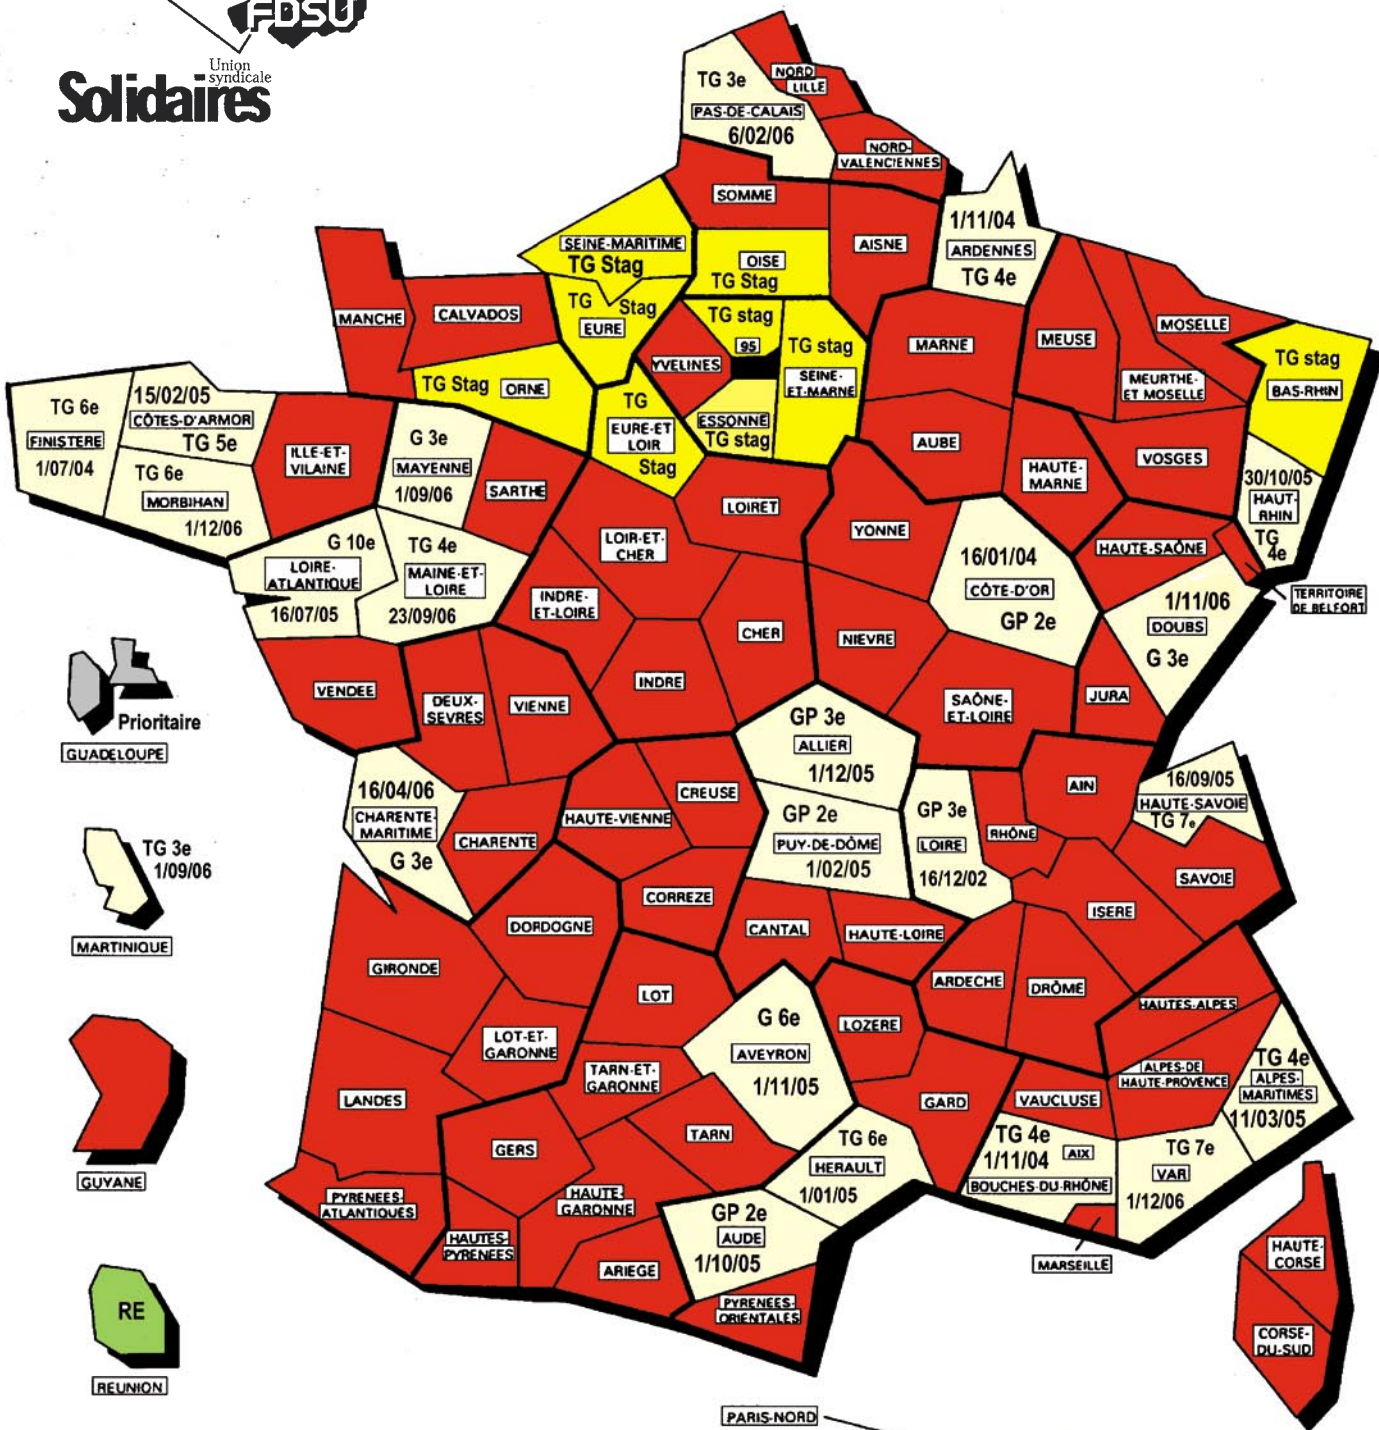 FDSU
Union
syndicale
Solidaires
TG 3e
PAS-DE-CALAIS
6/02/06
NORD
LILLE
NORD-
VALENCIENNES
SOMME
AISNE
1/11/04
ARDENNES
TG 4e
SEINE-MARITIME
TG Stag
OISE
TG Stag
TG Stag
EURE
TG stag
95
YVELINES
TG stag
SEINE-
ET-MARNE
ESSONNE
TG stag
TG
EURE-ET
LOIR
Stag
MANCHE
CALVADOS
TG Stag ORNE
MARNE
MEUSE
MOSELLE
MEURTHE-
ET MOSELLE
TG stag
BAS-RHIN
AUBE
HAUTE-
MARNE
VOSGES
30/10/05
HAUT-
RHIN
TG
4e
TG 6e
FINISTERE
1/07/04
15/02/05
CÔTES-D'ARMOR
TG 5e
TG 6e
MORBIHAN
1/12/06
ILLE-ET-
VILAINE
G 3e
MAYENNE
1/09/06
SARTHE
G 10e
LOIRE-
ATLANTIQUE
16/07/05
TG 4e
MAINE-ET-
LOIRE
23/09/06
LOIR-ET-
CHER
LOIRET
YONNE
16/01/04
CÔTE-D'OR
GP 2e
HAUTE-SAÔNE
TERRITOIRE
DE BELFORT
1/11/06
DOUBS
G 3e
INDRE-
ET-LOIRE
CHER
NIEVRE
INDRE
SAÔNE-
ET-LOIRE
JURA
VENDEE
DEUX-
SEVRES
VIENNE
Prioritaire
GUADELOUPE
GP 3e
ALLIER
1/12/05
16/04/06
CHARENTE-
MARITIME
G 3e
CHARENTE
HAUTE-VIENNE
CREUSE
GP 2e
PUY-DE-DÔME
1/02/05
GP 3e
LOIRE
16/12/02
RHÔNE
AIN
16/09/05
HAUTE-SAVOIE
TG 7e
SAVOIE
ISERE
TG 3e
1/09/06
MARTINIQUE
CORREZE
DORDOGNE
CANTAL
HAUTE-LOIRE
GIRONDE
LOT
ARDECHE
DRÔME
HAUTES-ALPES
LOT-ET-
GARONNE
G 6e
AVEYRON
1/11/05
LOZERE
TARN-ET-
GARONNE
ALPES-DE
HAUTE-PROVENCE
TG 4e
ALPES-
MARITIMES
11/03/05
LANDES
GARD
VAUCLUSE
GERS
TARN
TG 6e
HERAULT
1/01/05
TG 4e
1/11/04 AIX
BOUCHES-DU-RHÔNE
TG 7e
VAR
1/12/06
GUYANE
PYRENEES-
ATLANTIQUES
HAUTE-
GARONNE
HAUTES-
PYRENEES
GP 2e
AUDE
1/10/05
ARIEGE
MARSEILLE
HAUTE-
CORSE
PYRENEES-
ORIENTALES
CORSE-
DU-SUD
RE
REUNION
PARIS-NORD